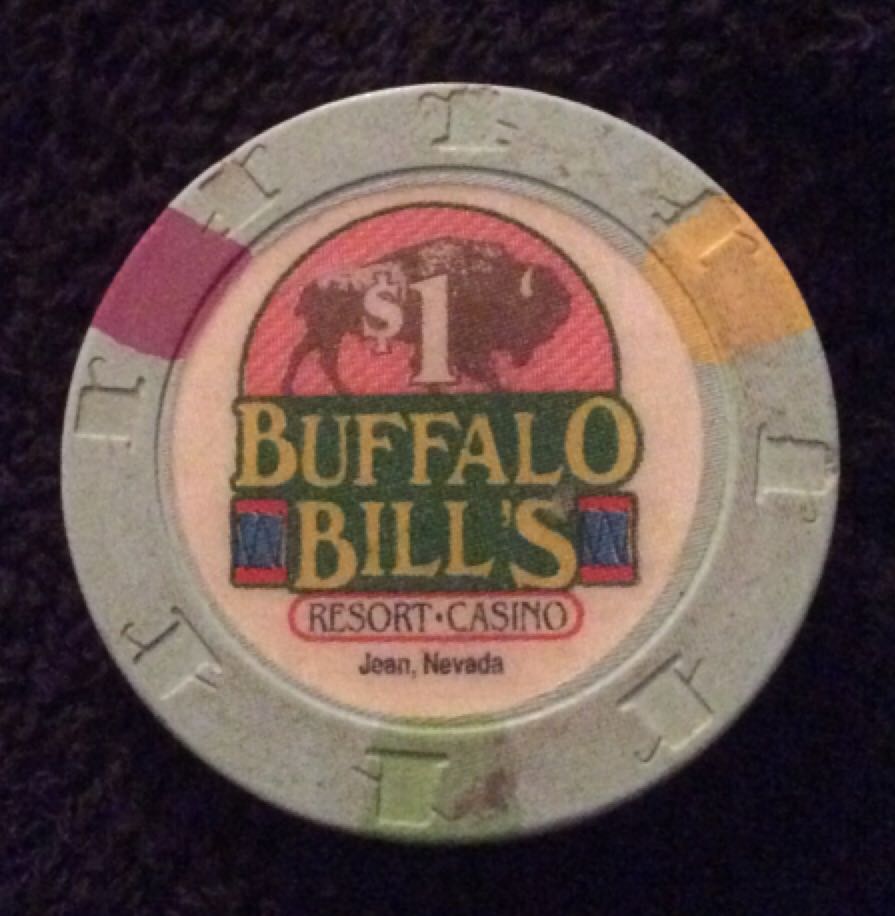 $1
BUFFALO
BILL'S
RESORT·CASINO
Jean, Nevada